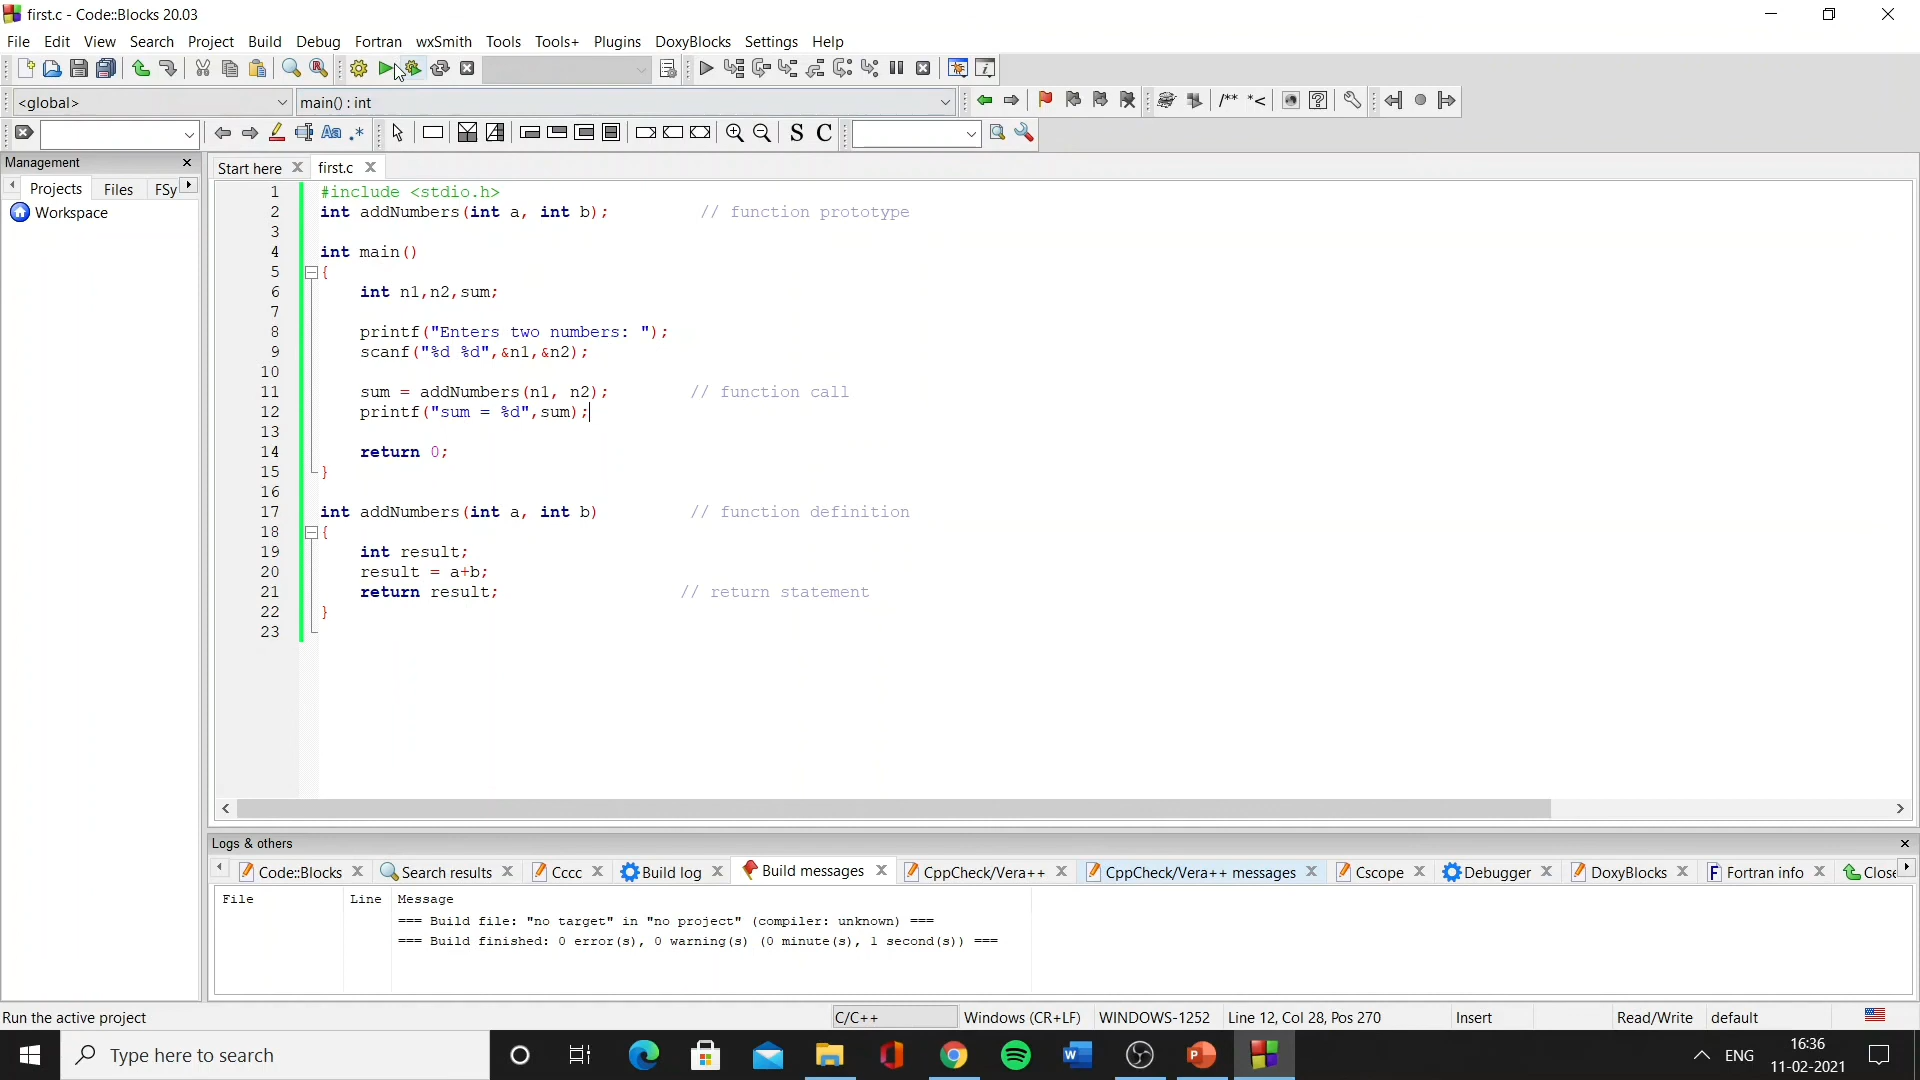 first.c - Code::Blocks 20.03
File Edit View Search Project Build Debug Fortran wxSmith Tools Tools+ Plugins DoxyBlocks Settings Help
<global> main() : int
/** *<
Aa .* S C
Management
Start here first.c
Projects Files FSy
Workspace
1 #include <stdio.h>
2 int addNumbers(int a, int b); // function prototype
3
4 int main()
5 {
6 int n1,n2,sum;
7
8 printf("Enters two numbers: ");
9 scanf("%d %d",&n1,&n2);
10
11 sum = addNumbers(n1, n2); // function call
12 printf("sum = %d",sum);
13
14 return 0;
15 }
16
17 int addNumbers(int a, int b) // function definition
18 {
19 int result;
20 result = a+b;
21 return result; // return statement
22 }
23
Logs & others
Code::Blocks Search results Cccc Build log Build messages CppCheck/Vera++ CppCheck/Vera++ messages Cscope Debugger DoxyBlocks Fortran info Close
File Line Message
=== Build file: "no target" in "no project" (compiler: unknown) ===
=== Build finished: 0 error(s), 0 warning(s) (0 minute(s), 1 second(s)) ===
Run the active project C/C++ Windows (CR+LF) WINDOWS-1252 Line 12, Col 28, Pos 270 Insert Read/Write default
Type here to search ENG 16:36
11-02-2021